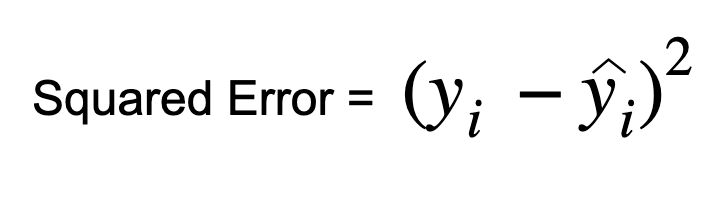 Squared Error = (yᵢ − ŷᵢ)²